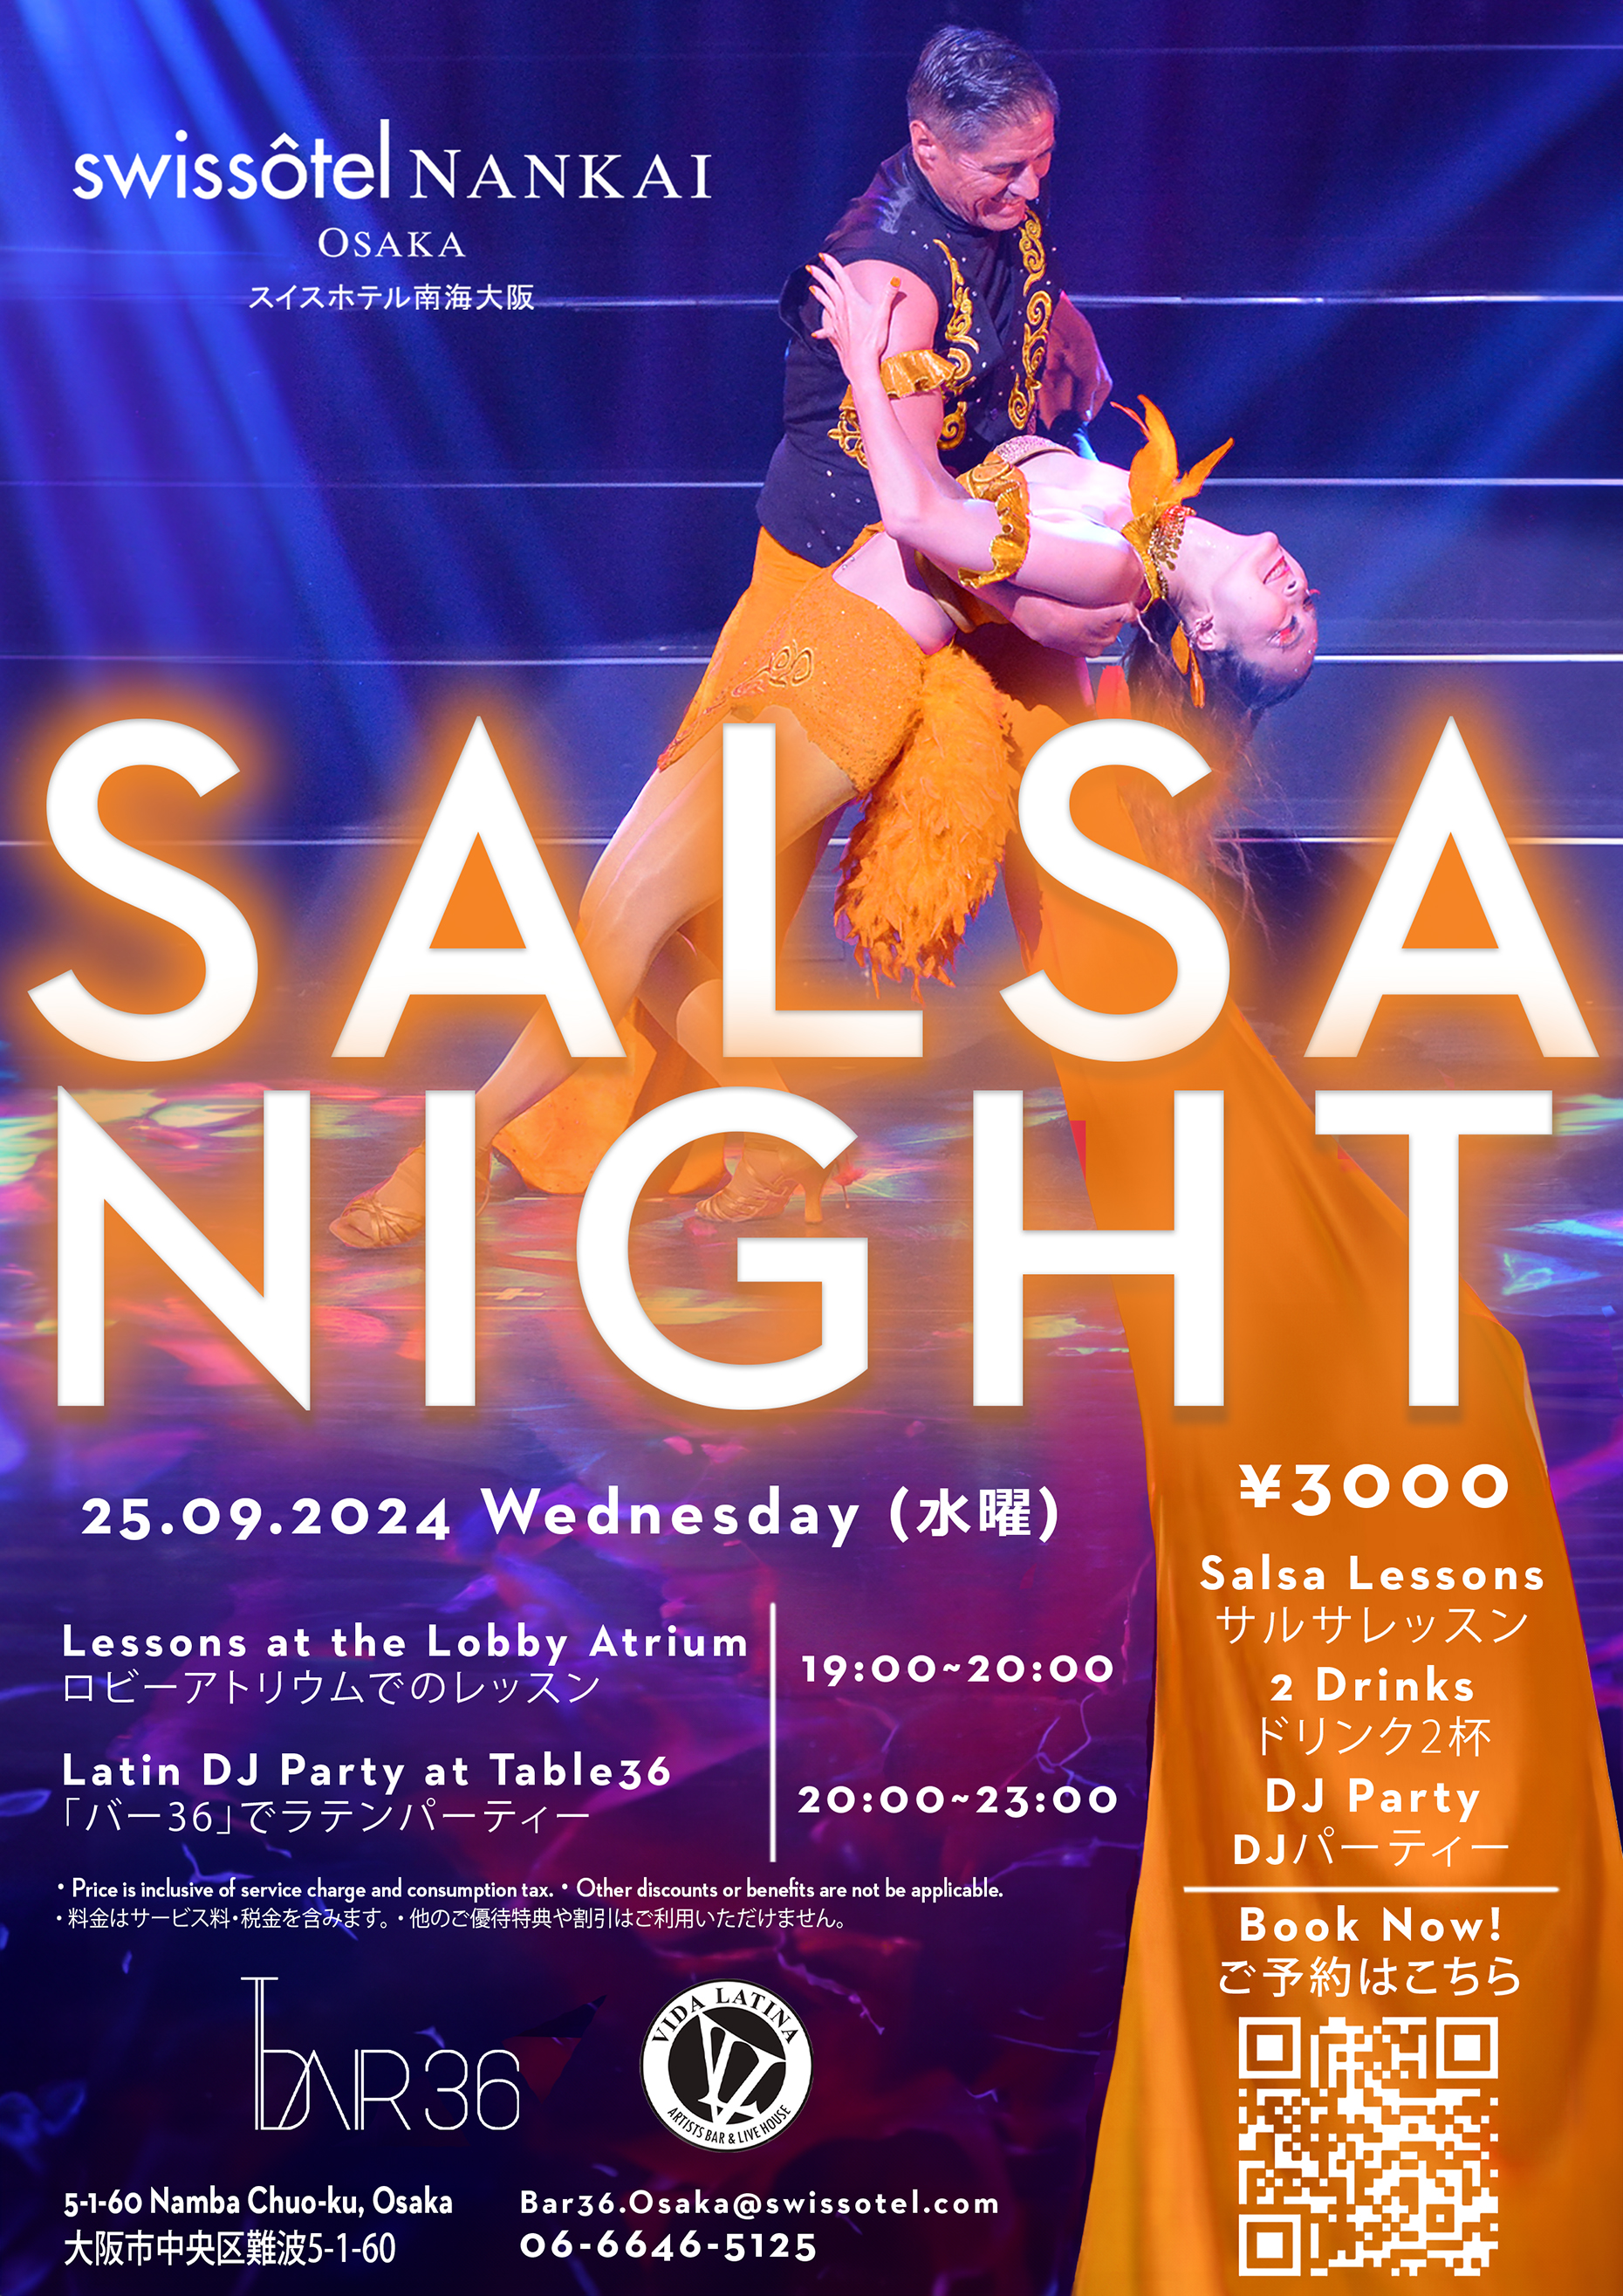 swissôtel NANKAI
OSAKA
スイスホテル南海大阪
SALSA
NIGHT
25.09.2024 Wednesday (水曜)
Lessons at the Lobby Atrium
ロビーアトリウムでのレッスン
19:00~20:00
Latin DJ Party at Table36
「バー36」でラテンパーティー
20:00~23:00
・Price is inclusive of service charge and consumption tax. ・Other discounts or benefits are not be applicable.
・料金はサービス料・税金を含みます。・他のご優待特典や割引はご利用いただけません。
¥3000
Salsa Lessons
サルサレッスン
2 Drinks
ドリンク2杯
DJ Party
DJパーティー
Book Now!
ご予約はこちら
BAR 36
VIDA LATINA
VL
ARTISTS BAR & LIVE HOUSE
5-1-60 Namba Chuo-ku, Osaka
大阪市中央区難波5-1-60
Bar36.Osaka@swissotel.com
06-6646-5125